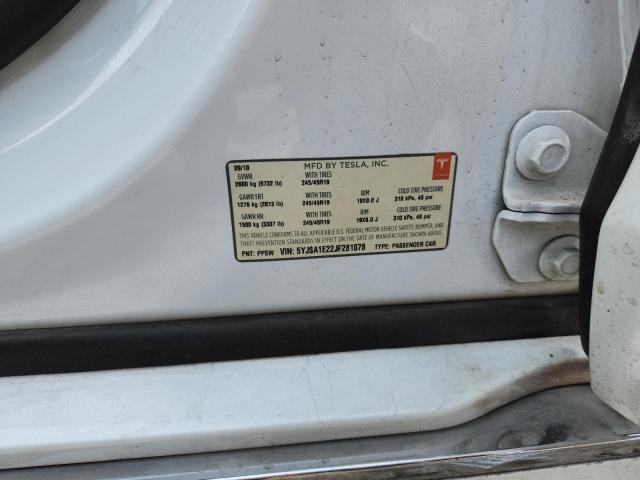 09/18 MFD BY TESLA, INC.
GVWR WITH TIRES
2600 kg (5732 lb) 245/45R19
GAWR FRT WITH TIRES RIM COLD TIRE PRESSURE
1276 kg (2813 lb) 245/45R19 19X8.0 J 310 kPa, 45 psi
GAWR RR WITH TIRES RIM COLD TIRE PRESSURE
1500 kg (3307 lb) 245/45R19 19X8.0 J 310 kPa, 45 psi
THIS VEHICLE CONFORMS TO ALL APPLICABLE U.S. FEDERAL MOTOR VEHICLE SAFETY, BUMPER, AND
THEFT PREVENTION STANDARDS IN EFFECT ON THE DATE OF MANUFACTURE SHOWN ABOVE.
PNT: PPSW VIN: 5YJSA1E22JF281078 TYPE: PASSENGER CAR